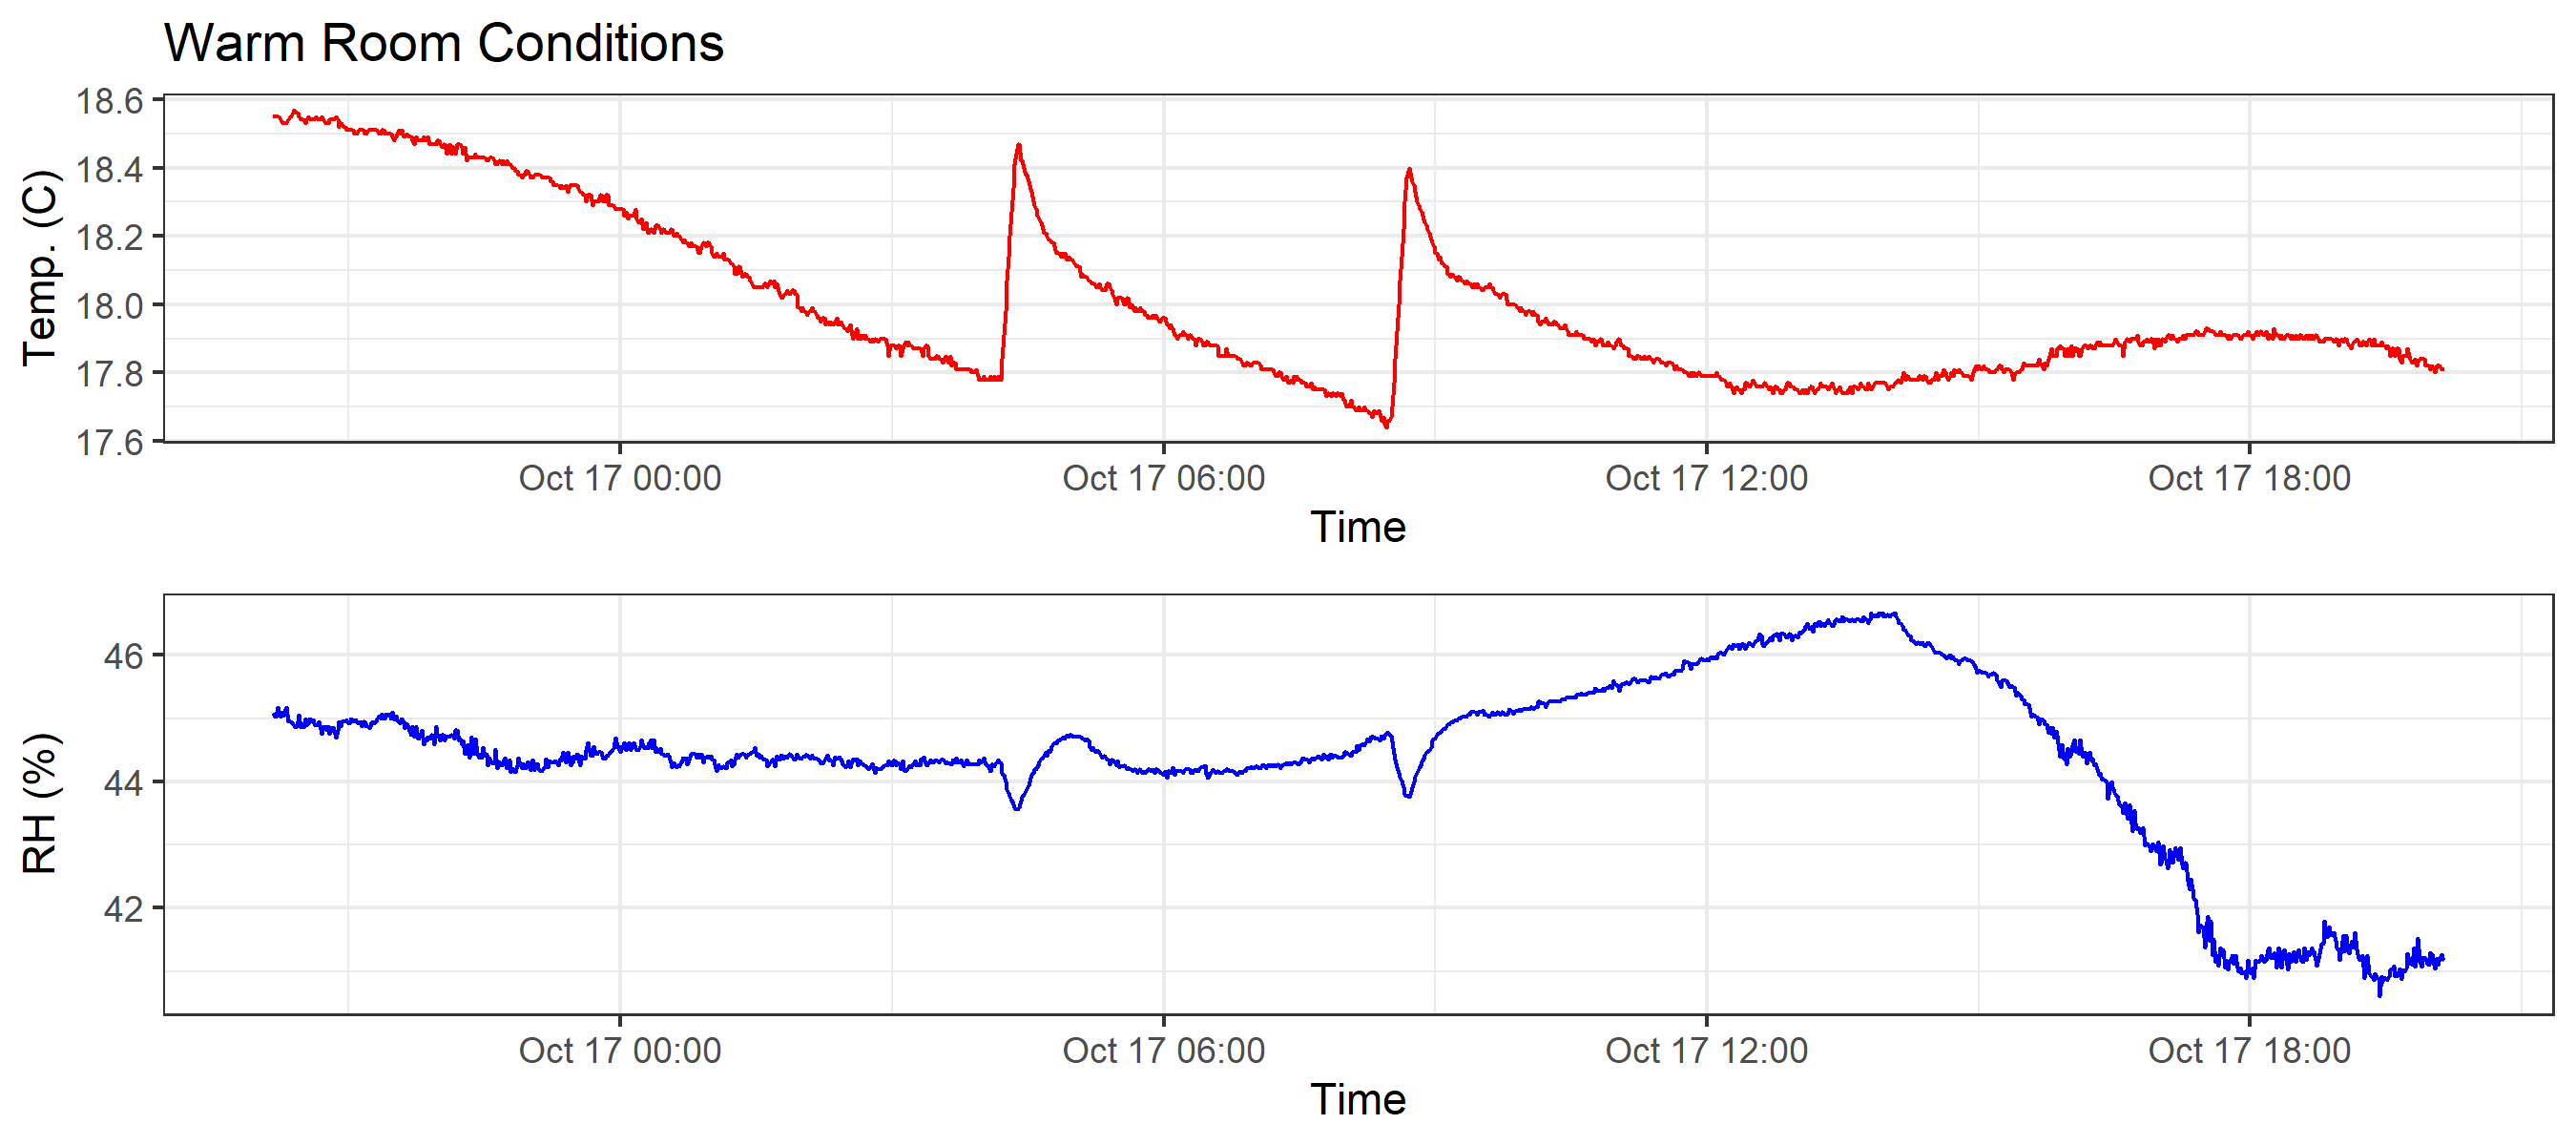 Warm Room Conditions
18.6
18.4
18.2
18.0
17.8
17.6
Temp. (C)
Oct 17 00:00 Oct 17 06:00 Oct 17 12:00 Oct 17 18:00
Time
46
44
42
RH (%)
Oct 17 00:00 Oct 17 06:00 Oct 17 12:00 Oct 17 18:00
Time